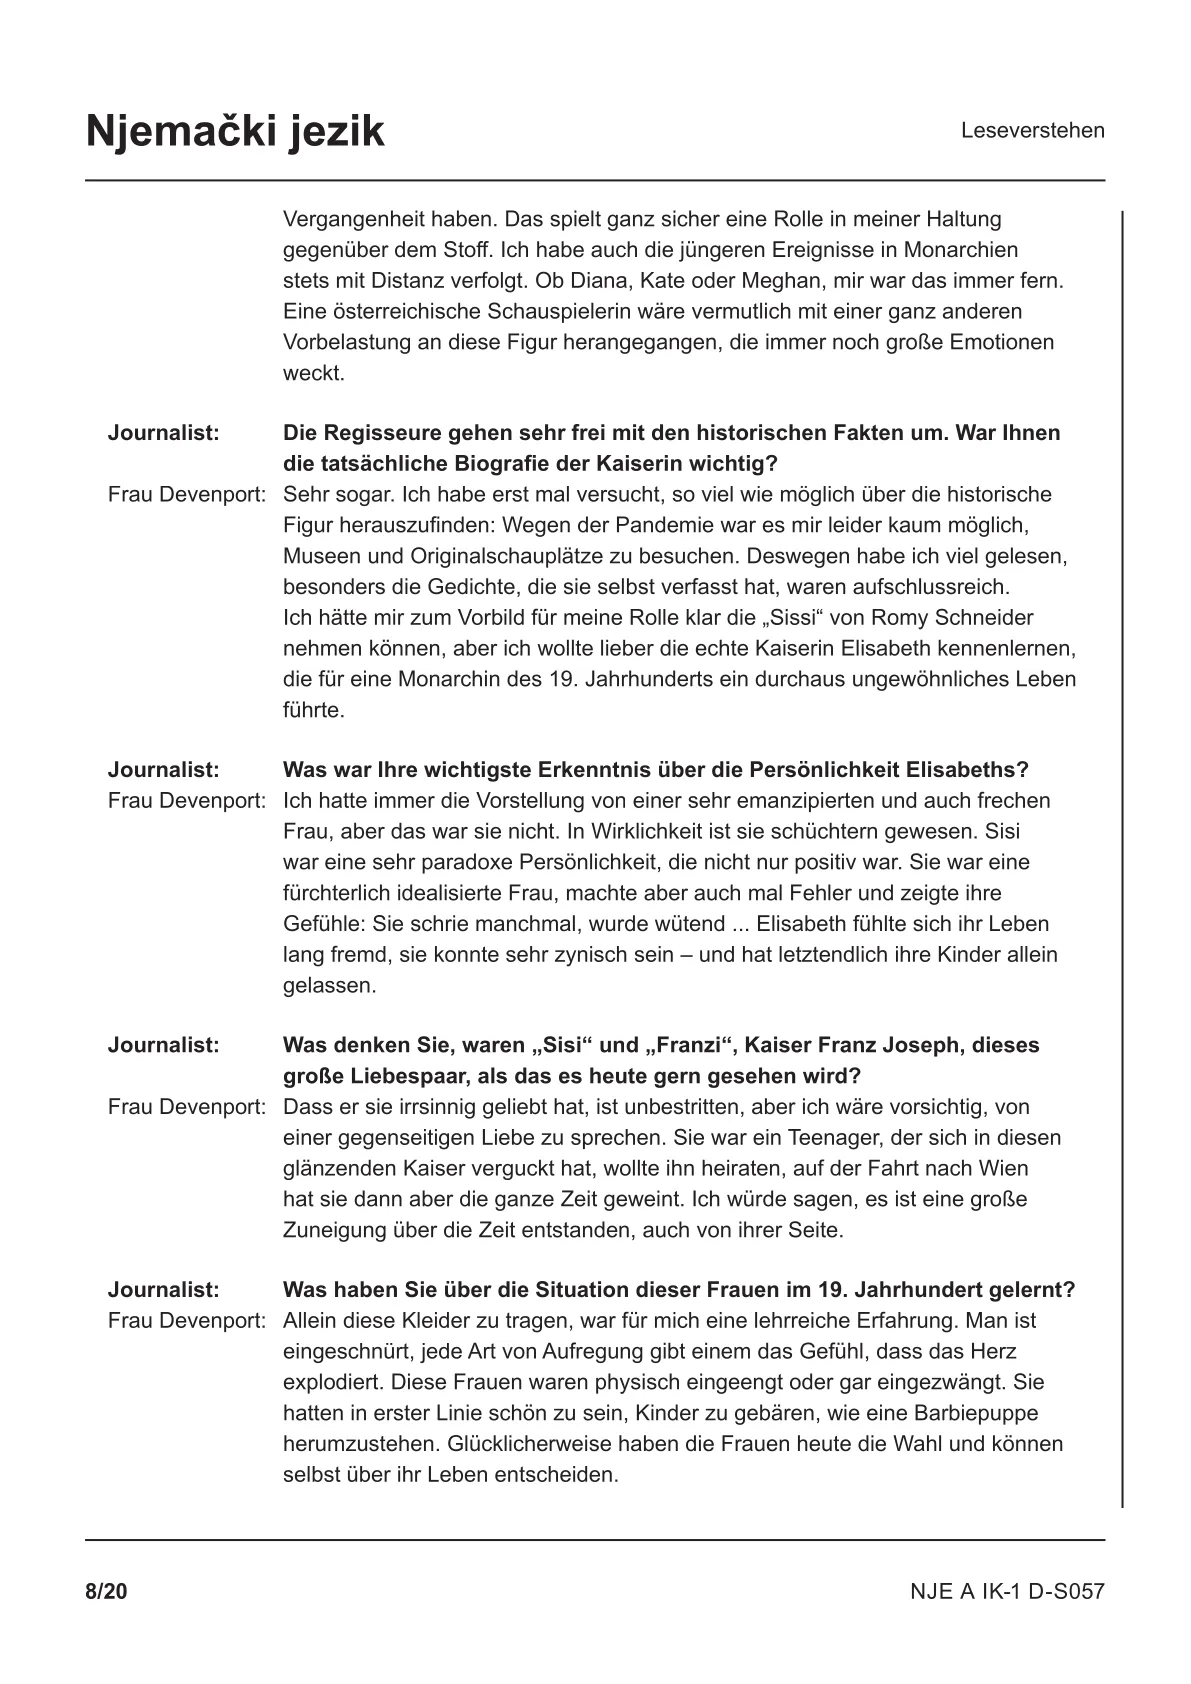 Njemački jezik
Leseverstehen
Vergangenheit haben. Das spielt ganz sicher eine Rolle in meiner Haltung
gegenüber dem Stoff. Ich habe auch die jüngeren Ereignisse in Monarchien
stets mit Distanz verfolgt. Ob Diana, Kate oder Meghan, mir war das immer fern.
Eine österreichische Schauspielerin wäre vermutlich mit einer ganz anderen
Vorbelastung an diese Figur herangegangen, die immer noch große Emotionen
weckt.
Journalist: Die Regisseure gehen sehr frei mit den historischen Fakten um. War Ihnen
die tatsächliche Biografie der Kaiserin wichtig?
Frau Devenport: Sehr sogar. Ich habe erst mal versucht, so viel wie möglich über die historische
Figur herauszufinden: Wegen der Pandemie war es mir leider kaum möglich,
Museen und Originalschauplätze zu besuchen. Deswegen habe ich viel gelesen,
besonders die Gedichte, die sie selbst verfasst hat, waren aufschlussreich.
Ich hätte mir zum Vorbild für meine Rolle klar die „Sissi“ von Romy Schneider
nehmen können, aber ich wollte lieber die echte Kaiserin Elisabeth kennenlernen,
die für eine Monarchin des 19. Jahrhunderts ein durchaus ungewöhnliches Leben
führte.
Journalist: Was war Ihre wichtigste Erkenntnis über die Persönlichkeit Elisabeths?
Frau Devenport: Ich hatte immer die Vorstellung von einer sehr emanzipierten und auch frechen
Frau, aber das war sie nicht. In Wirklichkeit ist sie schüchtern gewesen. Sisi
war eine sehr paradoxe Persönlichkeit, die nicht nur positiv war. Sie war eine
fürchterlich idealisierte Frau, machte aber auch mal Fehler und zeigte ihre
Gefühle: Sie schrie manchmal, wurde wütend ... Elisabeth fühlte sich ihr Leben
lang fremd, sie konnte sehr zynisch sein – und hat letztendlich ihre Kinder allein
gelassen.
Journalist: Was denken Sie, waren „Sisi“ und „Franzi“, Kaiser Franz Joseph, dieses
große Liebespaar, als das es heute gern gesehen wird?
Frau Devenport: Dass er sie irrsinnig geliebt hat, ist unbestritten, aber ich wäre vorsichtig, von
einer gegenseitigen Liebe zu sprechen. Sie war ein Teenager, der sich in diesen
glänzenden Kaiser verguckt hat, wollte ihn heiraten, auf der Fahrt nach Wien
hat sie dann aber die ganze Zeit geweint. Ich würde sagen, es ist eine große
Zuneigung über die Zeit entstanden, auch von ihrer Seite.
Journalist: Was haben Sie über die Situation dieser Frauen im 19. Jahrhundert gelernt?
Frau Devenport: Allein diese Kleider zu tragen, war für mich eine lehrreiche Erfahrung. Man ist
eingeschnürt, jede Art von Aufregung gibt einem das Gefühl, dass das Herz
explodiert. Diese Frauen waren physisch eingeengt oder gar eingezwängt. Sie
hatten in erster Linie schön zu sein, Kinder zu gebären, wie eine Barbiepuppe
herumzustehen. Glücklicherweise haben die Frauen heute die Wahl und können
selbst über ihr Leben entscheiden.
8/20
NJE A IK-1 D-S057